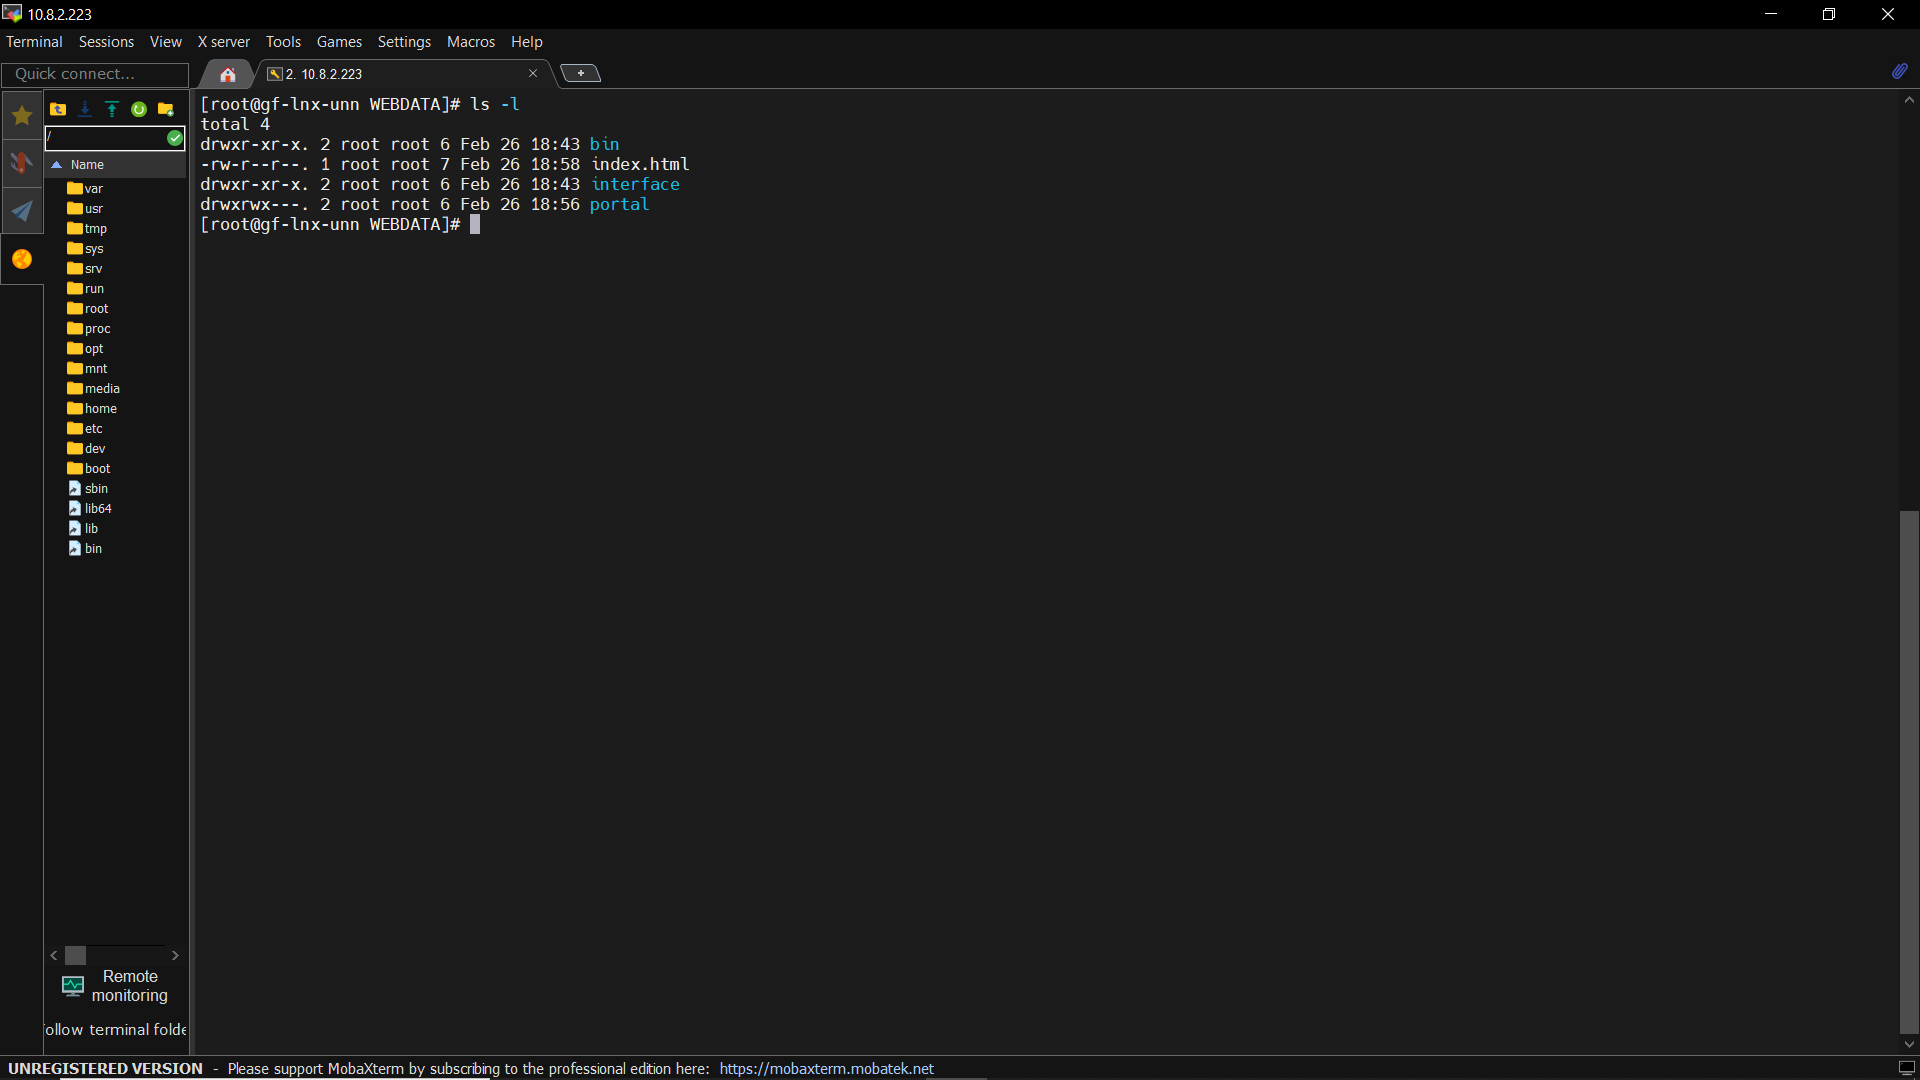 10.8.2.223
Terminal Sessions View X server Tools Games Settings Macros Help
Quick connect...
2. 10.8.2.223
/
Name
var
usr
tmp
sys
srv
run
root
proc
opt
mnt
media
home
etc
dev
boot
sbin
lib64
lib
bin
[root@gf-lnx-unn WEBDATA]# ls -l
total 4
drwxr-xr-x. 2 root root 6 Feb 26 18:43 bin
-rw-r--r--. 1 root root 7 Feb 26 18:58 index.html
drwxr-xr-x. 2 root root 6 Feb 26 18:43 interface
drwxrwx---. 2 root root 6 Feb 26 18:56 portal
[root@gf-lnx-unn WEBDATA]#
Remote
monitoring
ollow terminal folde
UNREGISTERED VERSION - Please support MobaXterm by subscribing to the professional edition here: https://mobaxterm.mobatek.net